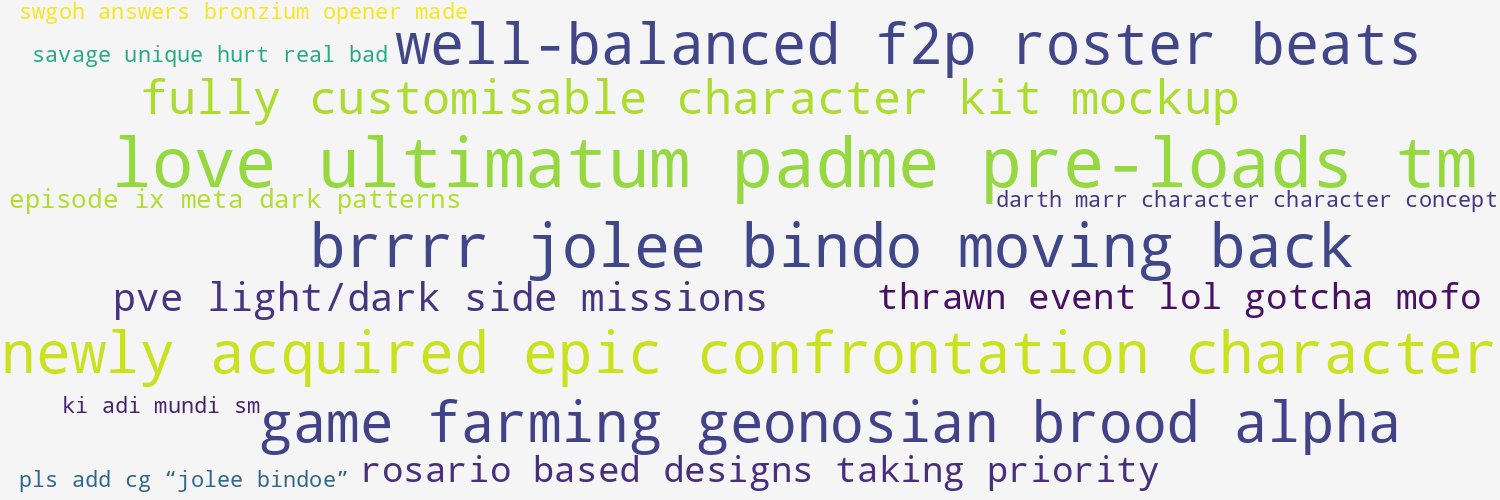 swgoh answers bronzium opener made
savage unique hurt real bad
well-balanced f2p roster beats
fully customisable character kit mockup
love ultimatum padme pre-loads tm
episode ix meta dark patterns
darth marr character character concept
brrrr jolee bindo moving back
pve light/dark side missions
thrawn event lol gotcha mofo
newly acquired epic confrontation character
ki adi mundi sm
game farming geonosian brood alpha
rosario based designs taking priority
pls add cg “jolee bindoe”